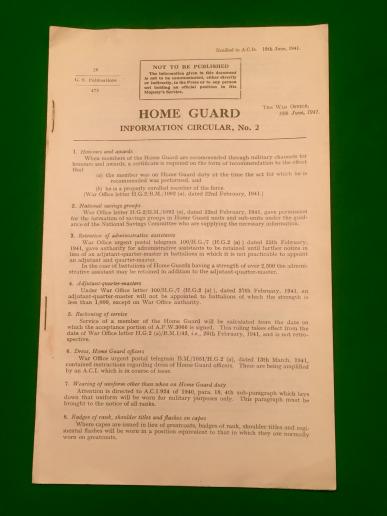 Notified in A.C.Is. 18th June, 1941.
26
G. S. Publications
473
NOT TO BE PUBLISHED
The information given in this document
is not to be communicated, either directly
or indirectly, to the Press or to any person
not holding an official position in His
Majesty's Service.
HOME GUARD
THE WAR OFFICE,
18th June, 1941.
INFORMATION CIRCULAR, No. 2
1. Honours and awards
When members of the Home Guard are recommended through military channels for
honours and awards, a certificate is required on the form of recommendation to the effect
that
(a) the member was on Home Guard duty at the time the act for which he is
recommended was performed, and
(b) he is a properly enrolled member of the force.
(War Office letter H.G.2/B.M./1092 (a), dated 22nd February, 1941.)
2. National savings groups
War Office letter H.G.2/B.M./1093 (a), dated 22nd February, 1941, gave permission
for the formation of savings groups in Home Guard units and sub-units under the guid-
ance of the National Savings Committee who are supplying the necessary information.
3. Retention of administrative assistants
War Office urgent postal telegram 100/H.G./7 (H.G.2 (a)), dated 25th February,
1941, gave authority for administrative assistants to be retained until further notice in
lieu of an adjutant-quarter-master in battalions in which it is not practicable to appoint
an adjutant and quarter-master.
In the case of battalions of Home Guards having a strength of over 2,500 the admini-
strative assistant may be retained in addition to the adjutant-quarter-master.
4. Adjutant-quarter-masters
Under War Office letter 100/H.G./7 (H.G.2 (a)), dated 27th February, 1941, an
adjutant-quarter-master will not be appointed to battalions of which the strength is
less than 1,000, except on War Office authority.
5. Reckoning of service
Service of a member of the Home Guard will be calculated from the date on
which the acceptance portion of A.F.W.3066 is signed. This ruling takes effect from the
date of War Office letter H.G.2 (a)/B.M.1/43, i.e., 28th February, 1941, and is not retro-
spective.
6. Dress, Home Guard officers
War Office urgent postal telegram B.M./1051/H.G.2 (a), dated 13th March, 1941,
contained instructions regarding dress of Home Guard officers. These are being amplified
by an A.C.I. which is in course of issue.
7. Wearing of uniform other than when on Home Guard duty
Attention is directed to A.C.I.924 of 1940, para. 19, 4th sub-paragraph which lays
down that uniform will be worn for military purposes only. This paragraph must be
brought to the notice of all ranks.
8. Badges of rank, shoulder titles and flashes on capes
Where capes are issued in lieu of greatcoats, badges of rank, shoulder titles and regi-
mental flashes will be worn in a position equivalent to that in which they are normally
worn on greatcoats.